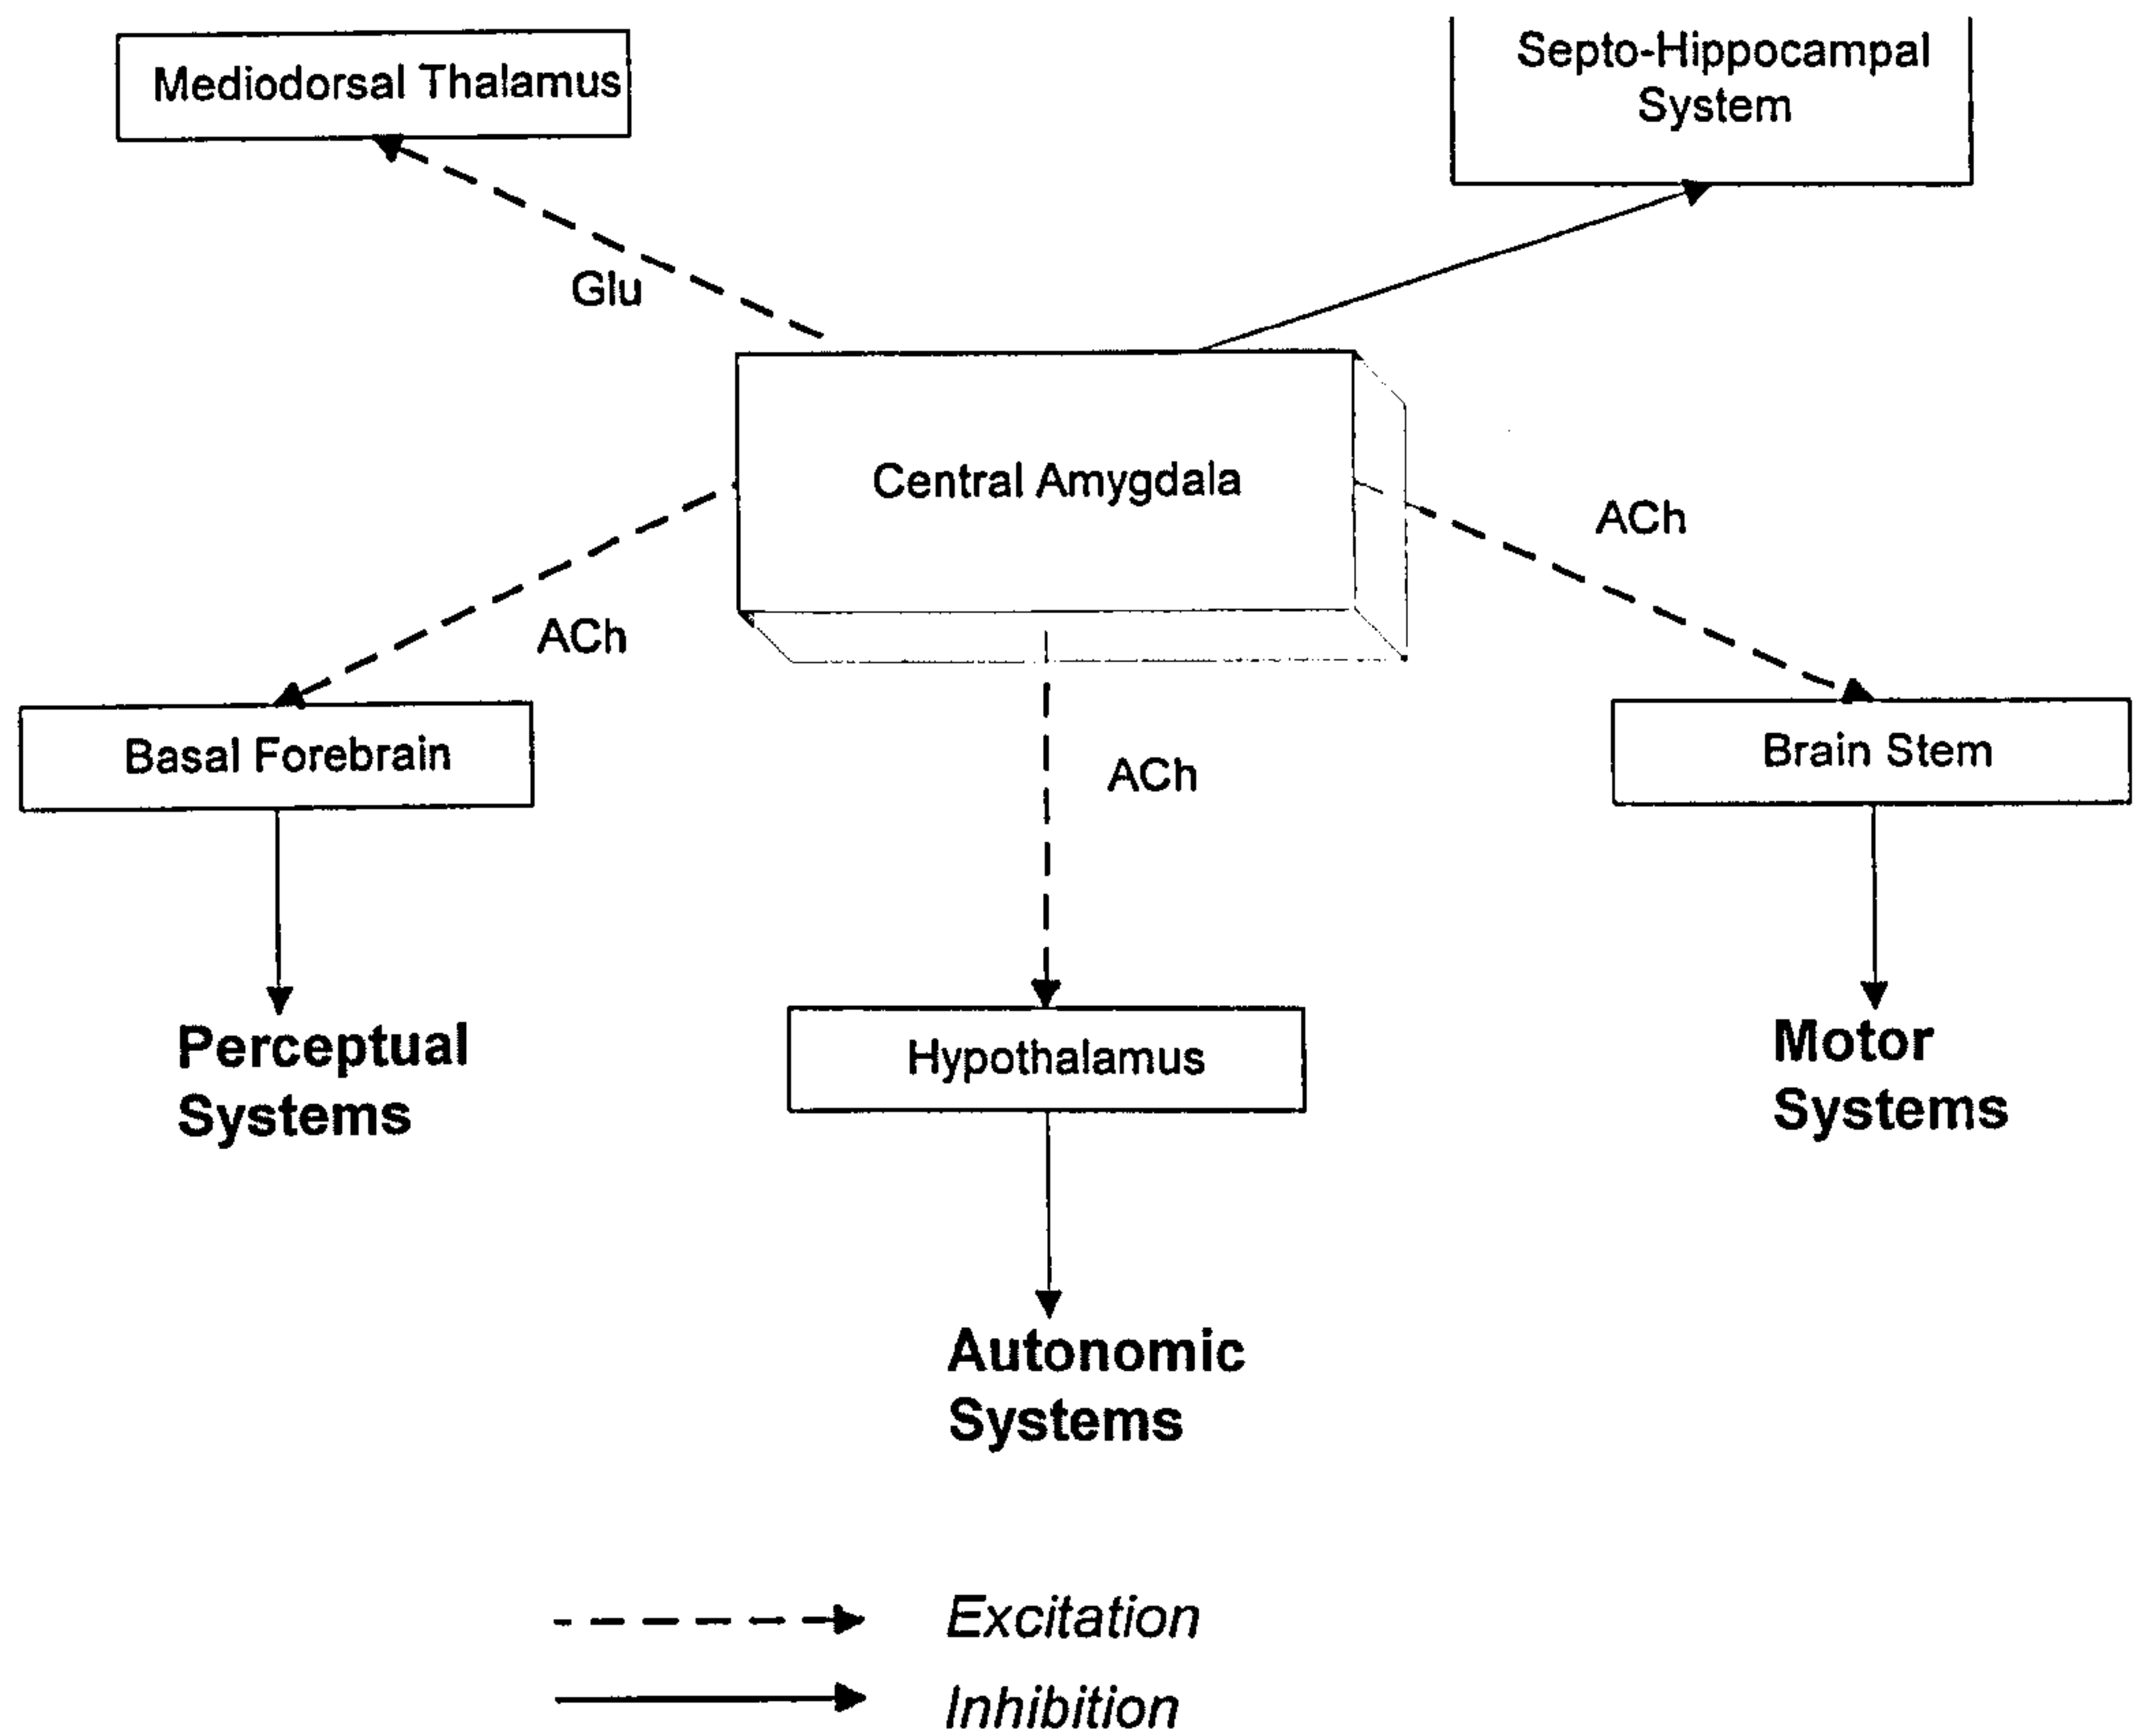 Mediodorsal Thalamus
Septo-Hippocampal
System
Glu
Central Amygdala
ACh
ACh
Basal Forebrain
ACh
Brain Stem
Perceptual
Systems
Hypothalamus
Motor
Systems
Autonomic
Systems
Excitation
Inhibition